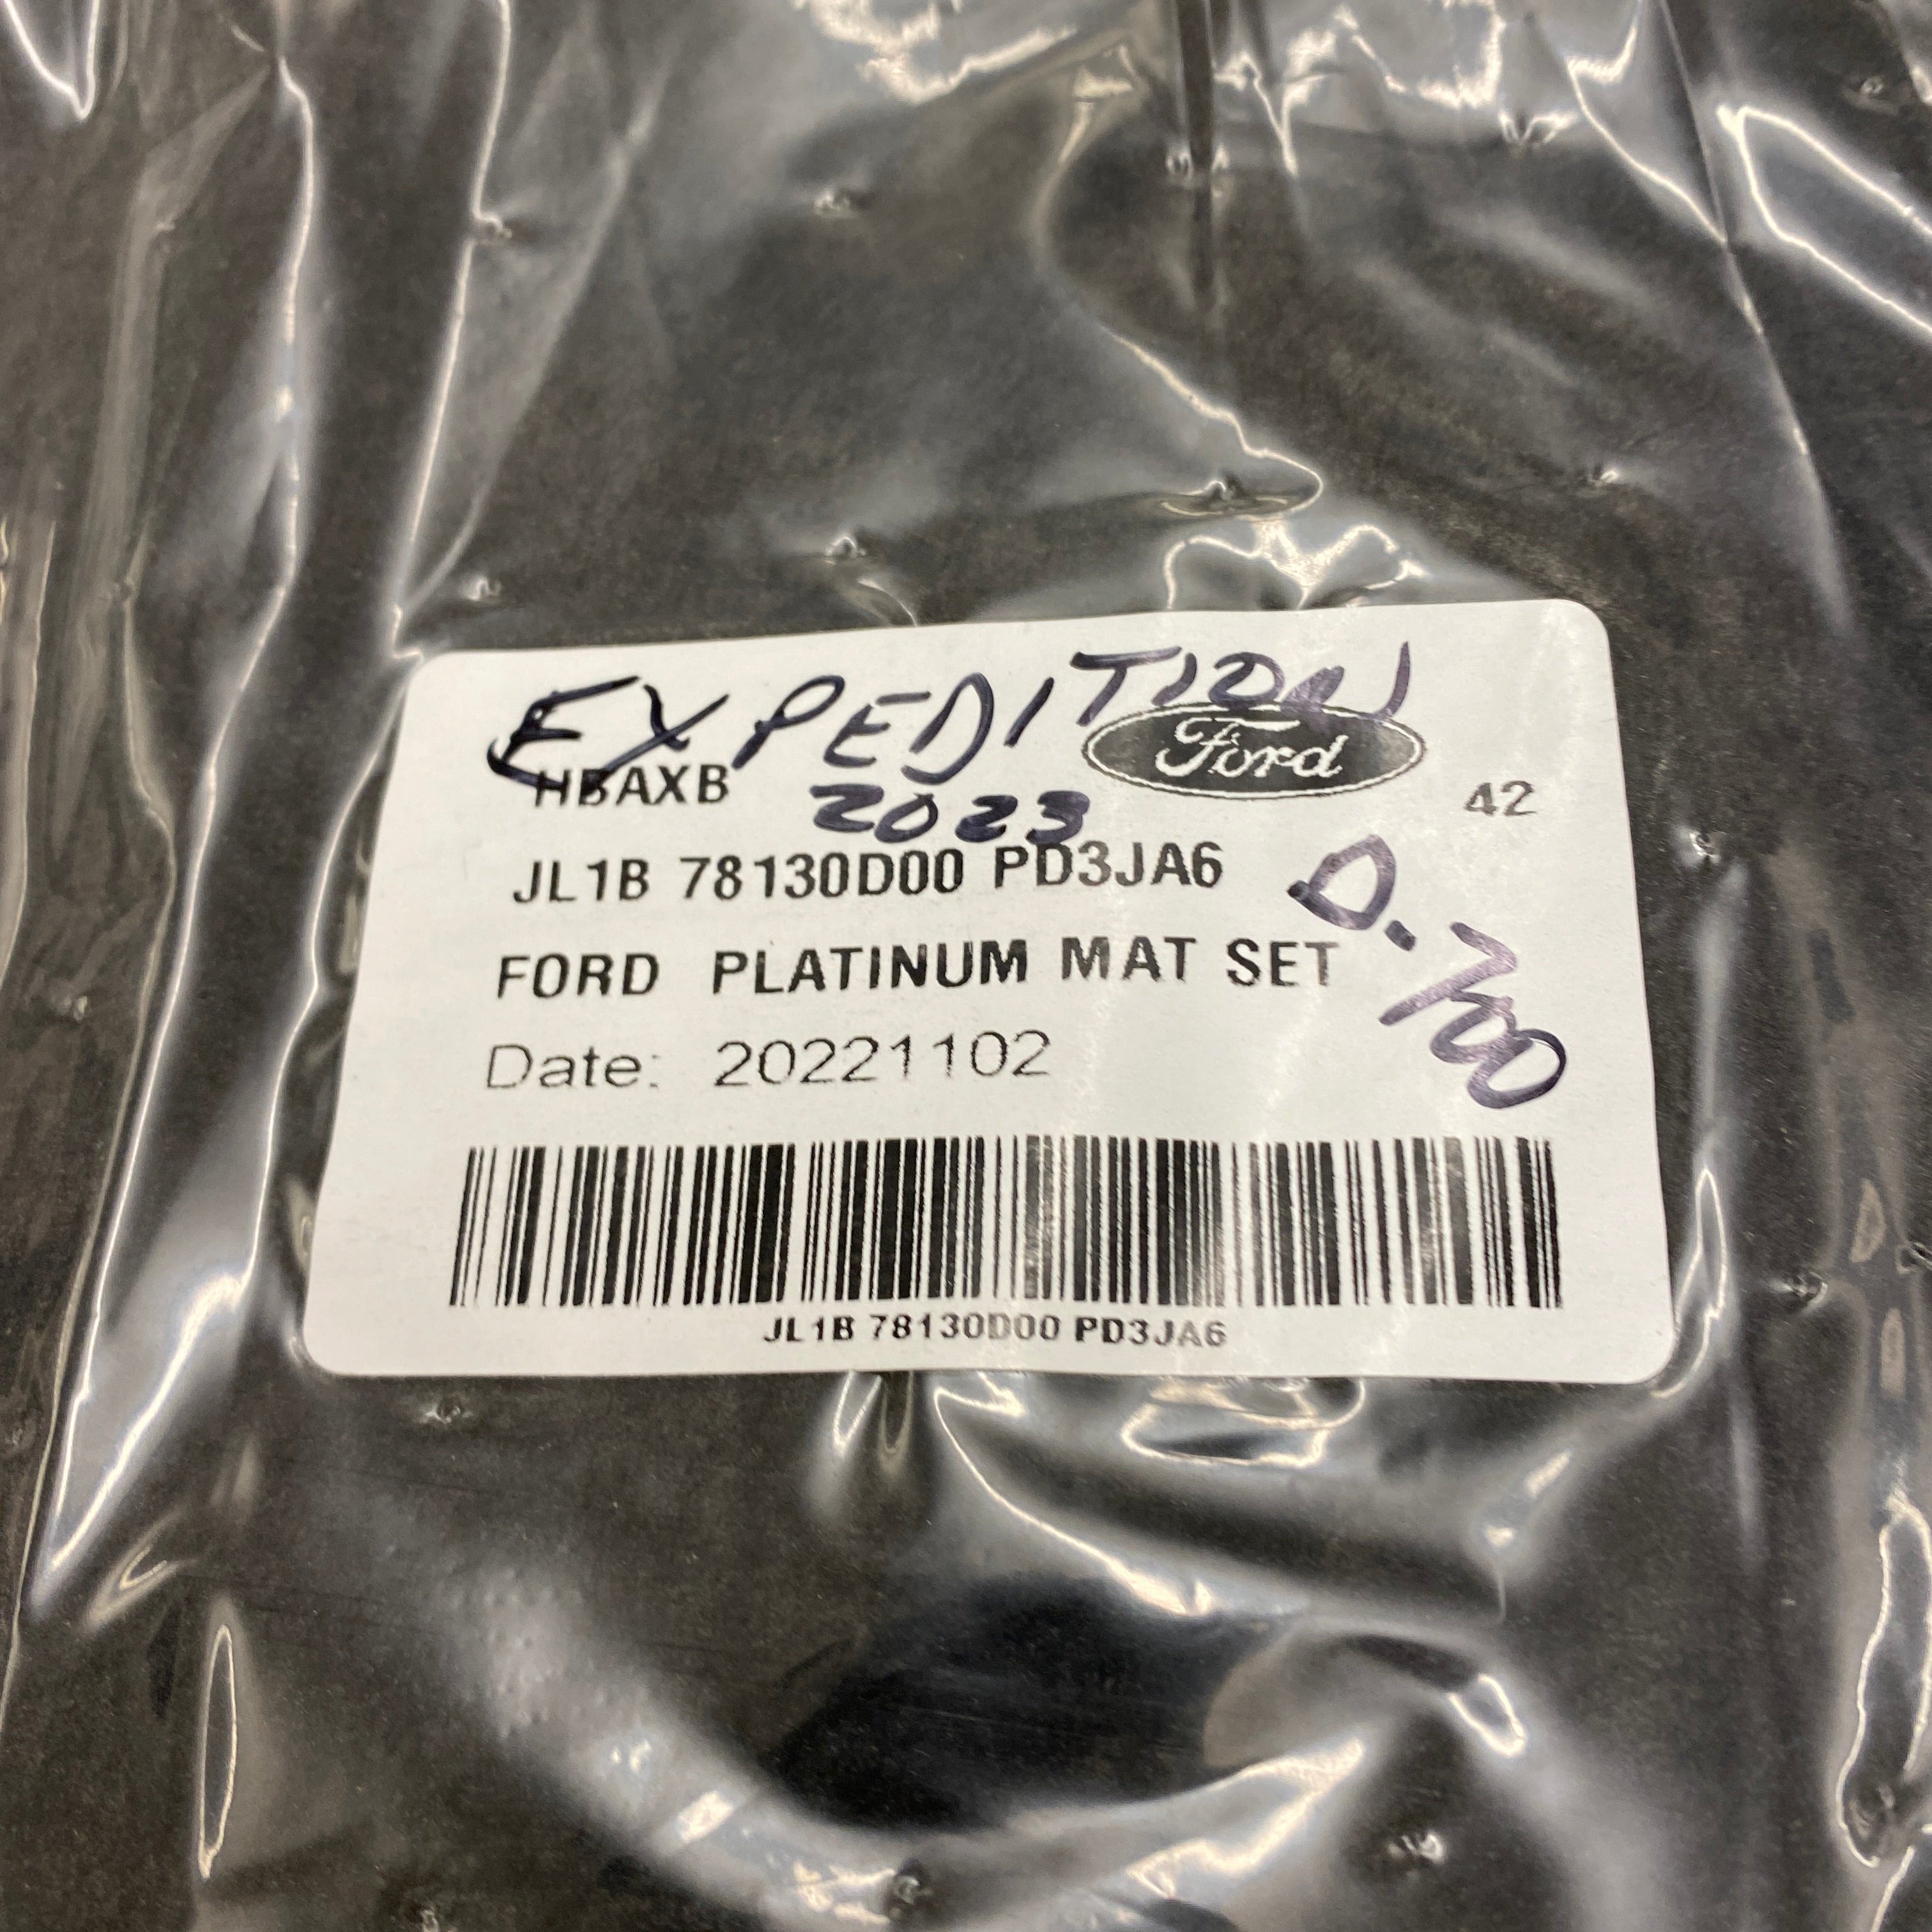 EXPEDITION
Ford
HBAXB
2023
42
JL1B 78130D00 PD3JA6
D.700
FORD PLATINUM MAT SET
Date: 20221102
JL1B 78130D00 PD3JA6